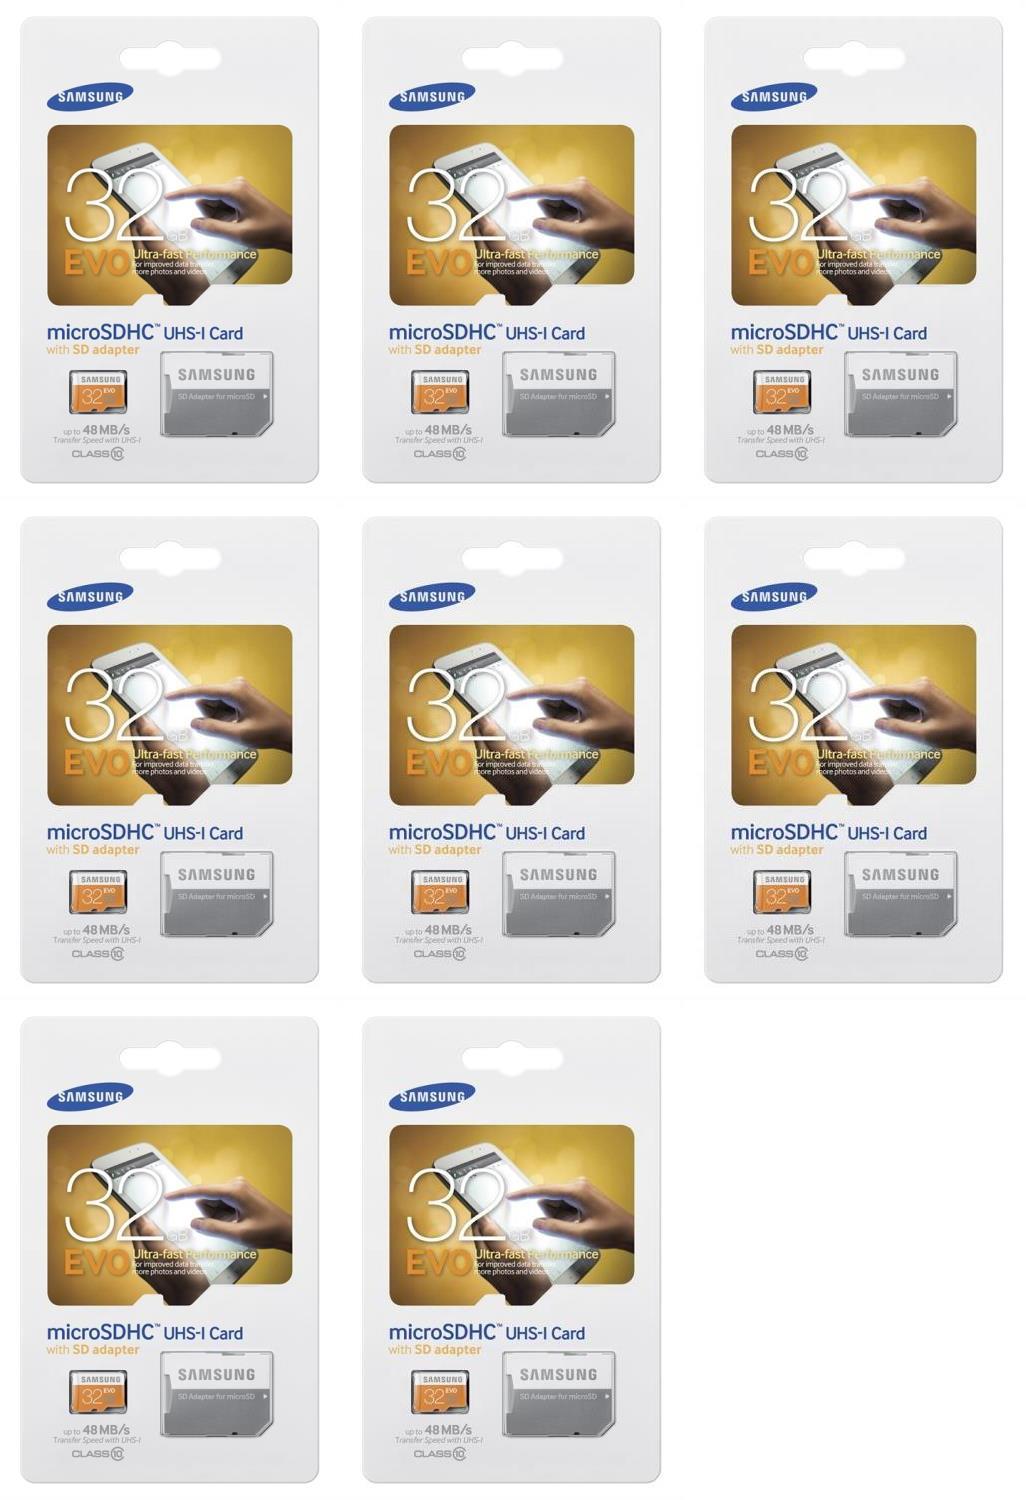 SAMSUNG
32 GB
EVO Ultra-fast Performance
For improved data transfer,
more photos and videos
microSDHC™ UHS-I Card
with SD adapter
SAMSUNG
32 EVO
SAMSUNG
SD Adapter for microSD
up to 48 MB/s
Transfer Speed with UHS-I
CLASS 10
SAMSUNG
32 GB
EVO Ultra-fast Performance
For improved data transfer,
more photos and videos
microSDHC™ UHS-I Card
with SD adapter
SAMSUNG
32 EVO
SAMSUNG
SD Adapter for microSD
up to 48 MB/s
Transfer Speed with UHS-I
CLASS 10
SAMSUNG
32 GB
EVO Ultra-fast Performance
For improved data transfer,
more photos and videos
microSDHC™ UHS-I Card
with SD adapter
SAMSUNG
32 EVO
SAMSUNG
SD Adapter for microSD
up to 48 MB/s
Transfer Speed with UHS-I
CLASS 10
SAMSUNG
32 GB
EVO Ultra-fast Performance
For improved data transfer,
more photos and videos
microSDHC™ UHS-I Card
with SD adapter
SAMSUNG
32 EVO
SAMSUNG
SD Adapter for microSD
up to 48 MB/s
Transfer Speed with UHS-I
CLASS 10
SAMSUNG
32 GB
EVO Ultra-fast Performance
For improved data transfer,
more photos and videos
microSDHC™ UHS-I Card
with SD adapter
SAMSUNG
32 EVO
SAMSUNG
SD Adapter for microSD
up to 48 MB/s
Transfer Speed with UHS-I
CLASS 10
SAMSUNG
32 GB
EVO Ultra-fast Performance
For improved data transfer,
more photos and videos
microSDHC™ UHS-I Card
with SD adapter
SAMSUNG
32 EVO
SAMSUNG
SD Adapter for microSD
up to 48 MB/s
Transfer Speed with UHS-I
CLASS 10
SAMSUNG
32 GB
EVO Ultra-fast Performance
For improved data transfer,
more photos and videos
microSDHC™ UHS-I Card
with SD adapter
SAMSUNG
32 EVO
SAMSUNG
SD Adapter for microSD
up to 48 MB/s
Transfer Speed with UHS-I
CLASS 10
SAMSUNG
32 GB
EVO Ultra-fast Performance
For improved data transfer,
more photos and videos
microSDHC™ UHS-I Card
with SD adapter
SAMSUNG
32 EVO
SAMSUNG
SD Adapter for microSD
up to 48 MB/s
Transfer Speed with UHS-I
CLASS 10